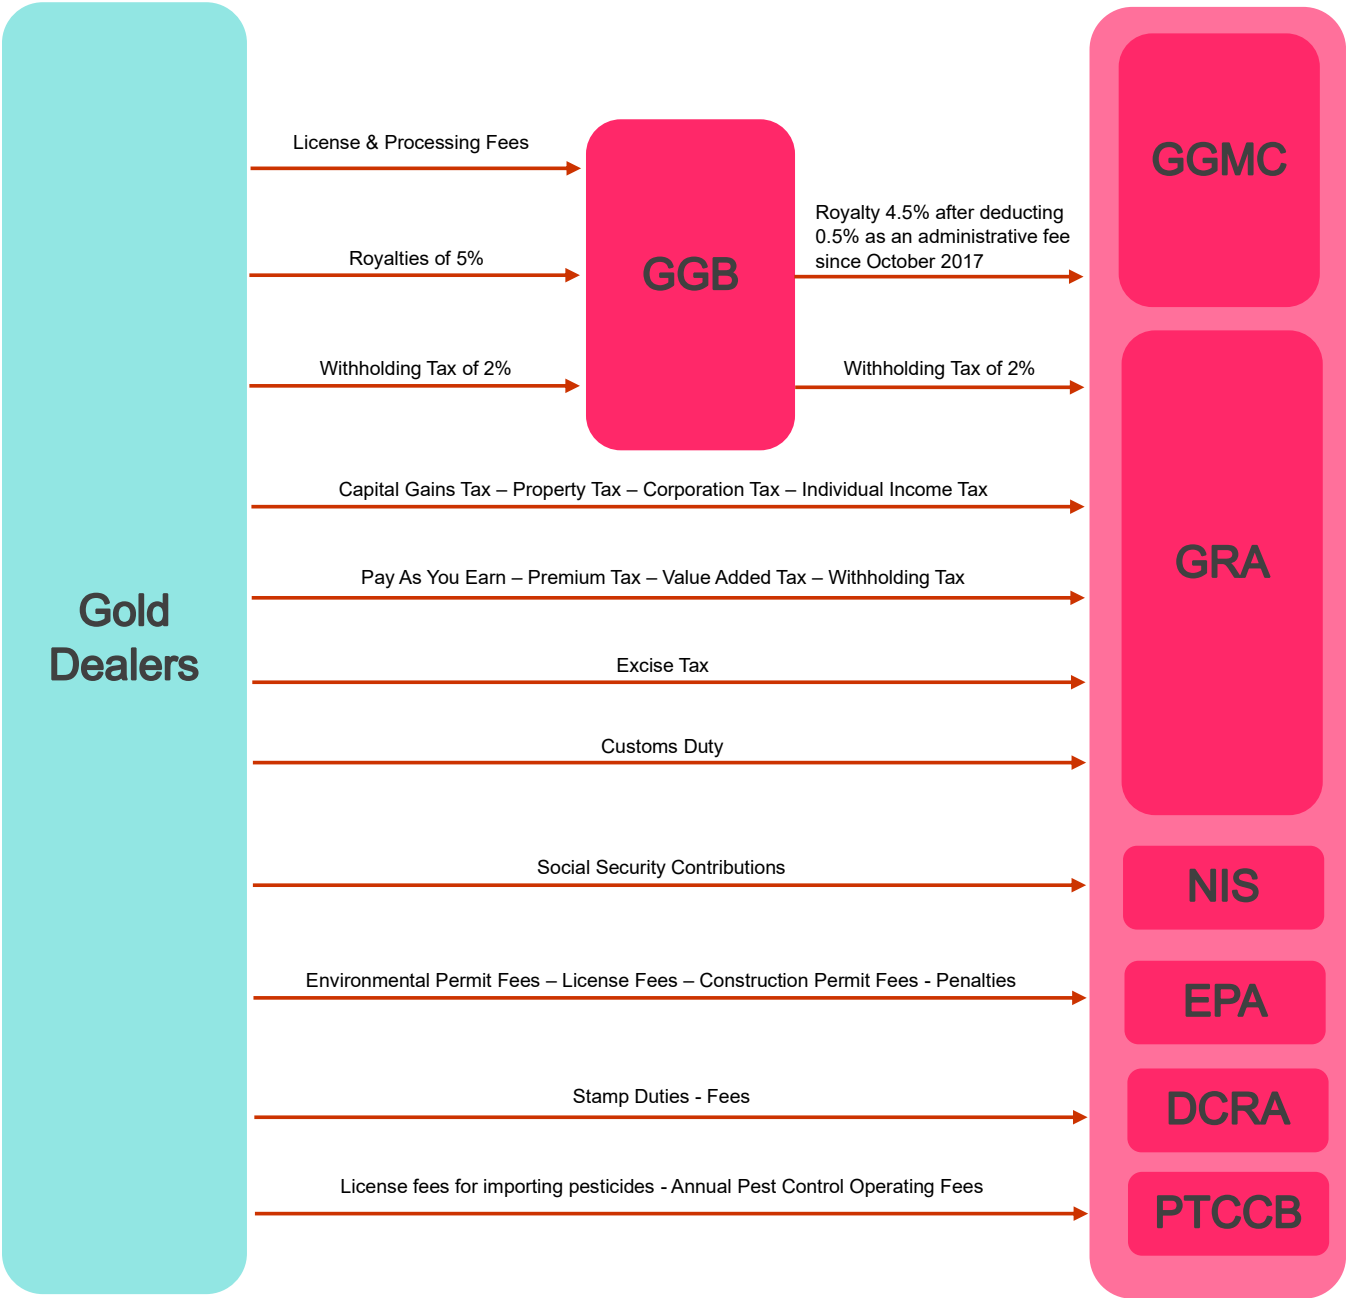 License & Processing Fees
GGMC
Royalty 4.5% after deducting
0.5% as an administrative fee
since October 2017
Royalties of 5%
GGB
Withholding Tax of 2%
Withholding Tax of 2%
Capital Gains Tax – Property Tax – Corporation Tax – Individual Income Tax
Pay As You Earn – Premium Tax – Value Added Tax – Withholding Tax
GRA
Gold
Dealers
Excise Tax
Customs Duty
Social Security Contributions
NIS
Environmental Permit Fees – License Fees – Construction Permit Fees - Penalties
EPA
Stamp Duties - Fees
DCRA
License fees for importing pesticides - Annual Pest Control Operating Fees
PTCCB